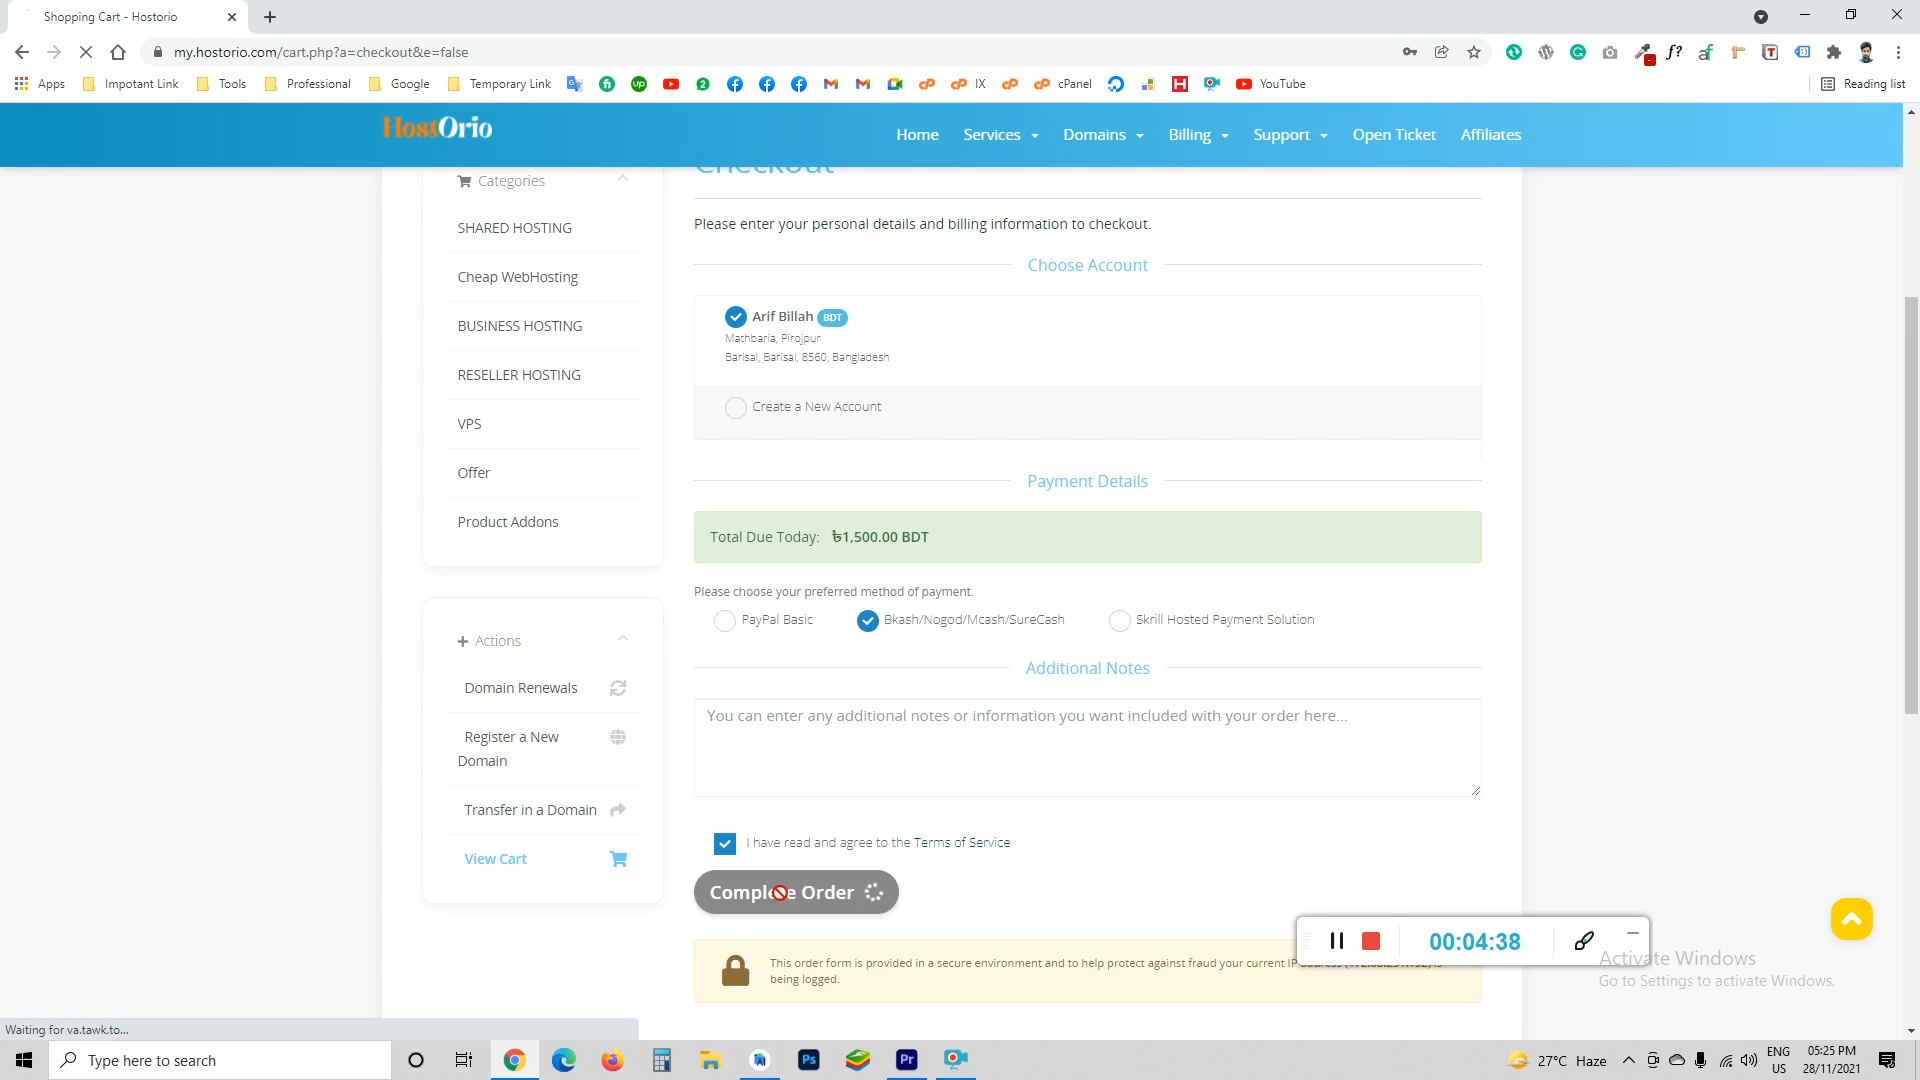 Shopping Cart - Hostorio
my.hostorio.com/cart.php?a=checkout&e=false
Apps Impotant Link Tools Professional Google Temporary Link IX cPanel YouTube Reading list
HostOrio
Home Services Domains Billing Support Open Ticket Affiliates
Categories
SHARED HOSTING
Cheap WebHosting
BUSINESS HOSTING
RESELLER HOSTING
VPS
Offer
Product Addons
Actions
Domain Renewals
Register a New
Domain
Transfer in a Domain
View Cart
Checkout
Please enter your personal details and billing information to checkout.
Choose Account
Arif Billah BDT
Mathbaria, Pirojpur
Barisal, Barisal, 8560, Bangladesh
Create a New Account
Payment Details
Total Due Today: ৳1,500.00 BDT
Please choose your preferred method of payment.
PayPal Basic Bkash/Nogod/Mcash/SureCash Skrill Hosted Payment Solution
Additional Notes
You can enter any additional notes or information you want included with your order here...
I have read and agree to the Terms of Service
Complete Order
This order form is provided in a secure environment and to help protect against fraud your current IP
being logged.
00:04:38
Activate Windows
Go to Settings to activate Windows.
Waiting for va.tawk.to...
Type here to search
Ps
Pr
27°C Haze
ENG
US
05:25 PM
28/11/2021